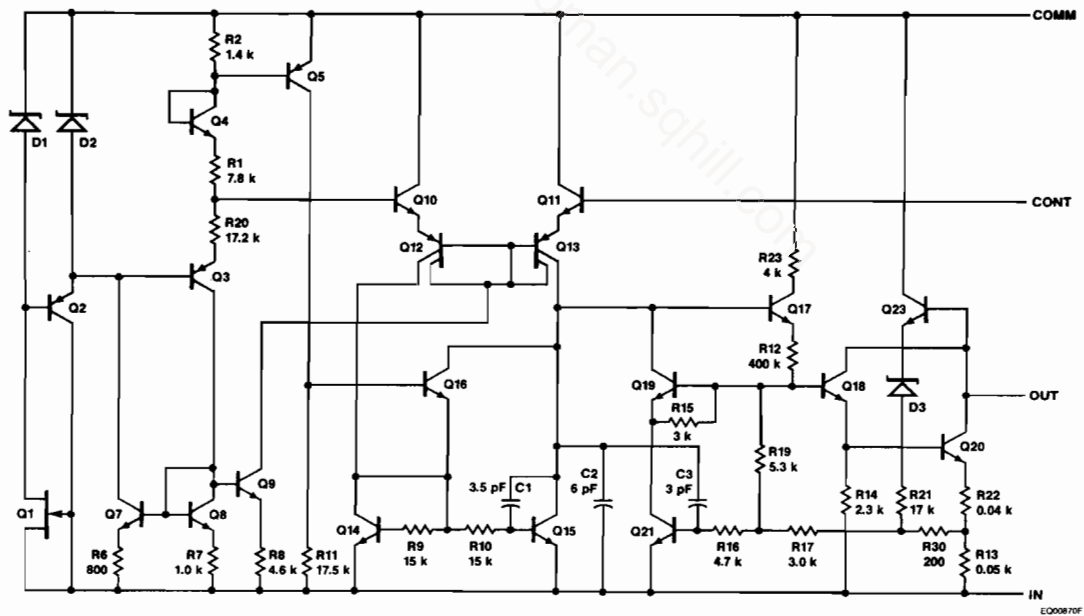 COMM
R2
1.4 k
Q5
Q4
D1
D2
R1
7.8 k
Q10
Q11
CONT
R20
17.2 k
Q12
Q13
Q3
R23
4 k
Q2
Q17
Q23
R12
400 k
Q16
Q19
Q18
D3
OUT
R15
3 k
Q20
R19
5.3 k
Q9
3.5 pF C1
C2
6 pF
C3
3 pF
R14
2.3 k
R21
17 k
R22
0.04 k
Q1
Q7
Q8
Q14
Q15
Q21
R9
15 k
R10
15 k
R16
4.7 k
R17
3.0 k
R30
200
R6
800
R7
1.0 k
R8
4.6 k
R11
17.5 k
R13
0.05 k
IN
EQ00870F